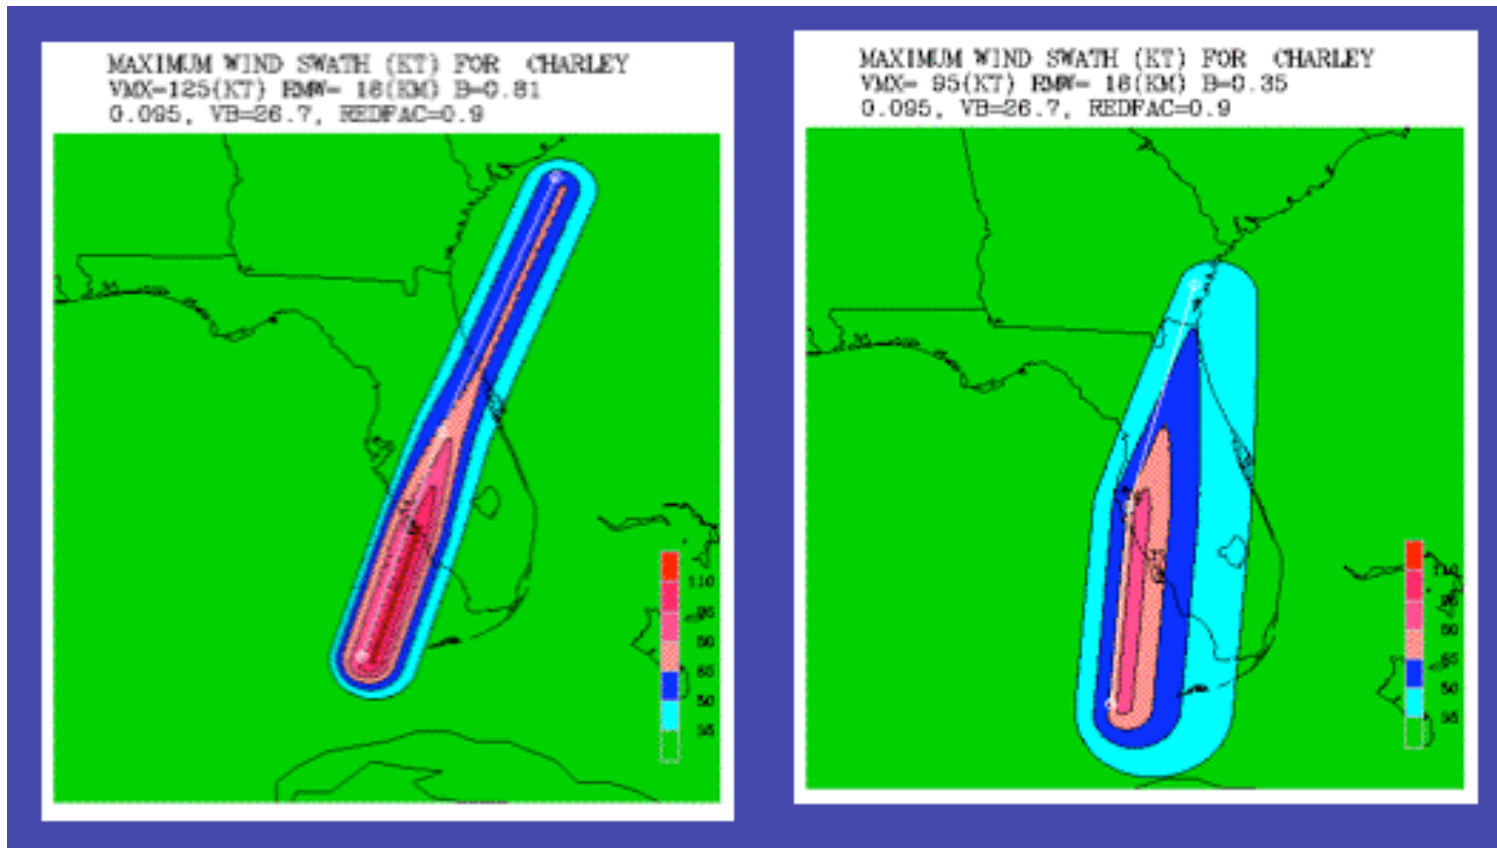 MAXIMUM WIND SWATH (KT) FOR CHARLEY
VMX=125(KT) RMW= 18(KM) B=0.81
0.095, VB=26.7, REDFAC=0.9
110
95
80
65
50
35
MAXIMUM WIND SWATH (KT) FOR CHARLEY
VMX= 95(KT) RMW= 18(KM) B=0.35
0.095, VB=26.7, REDFAC=0.9
110
95
80
65
50
35